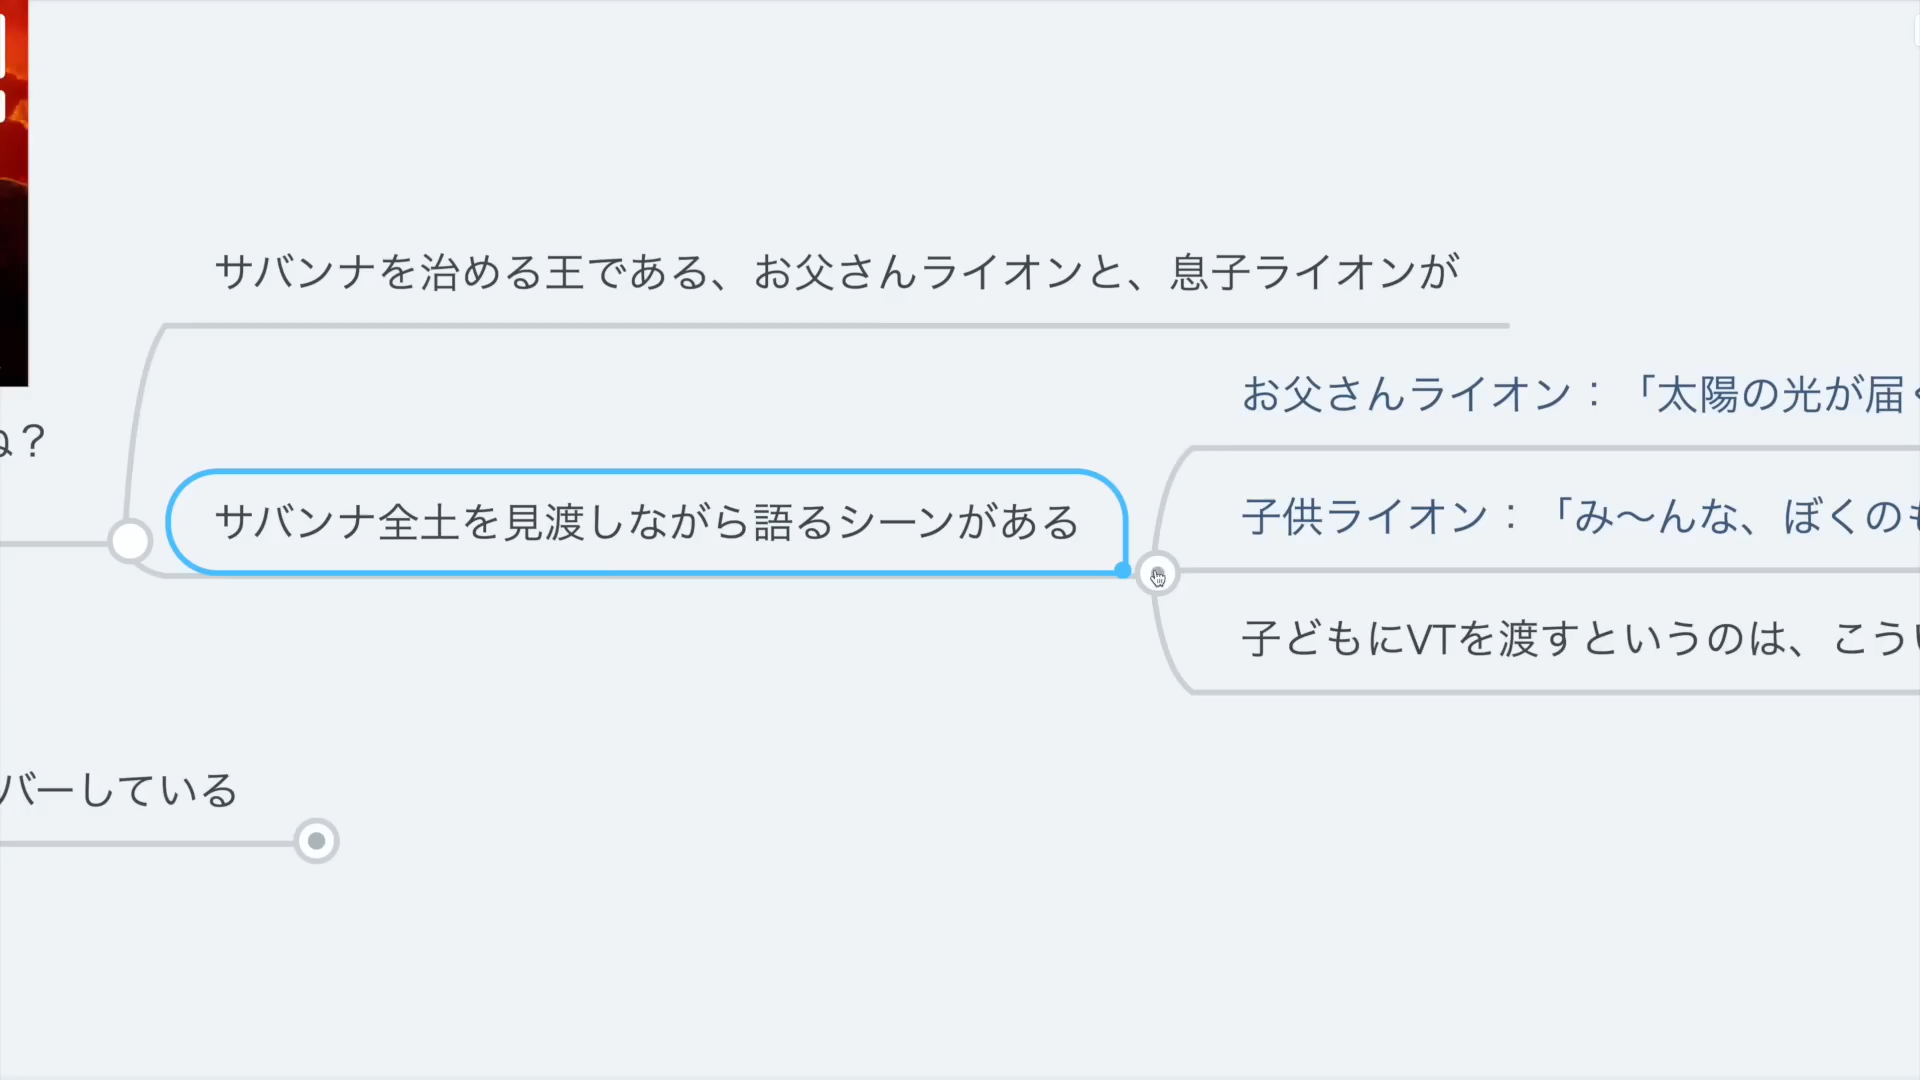 サバンナを治める王である、お父さんライオンと、息子ライオンが
お父さんライオン：「太陽の光が届
ね？
サバンナ全土を見渡しながら語るシーンがある
子供ライオン：「み〜んな、ぼくの
子どもにVTを渡すというのは、こう
バーしている